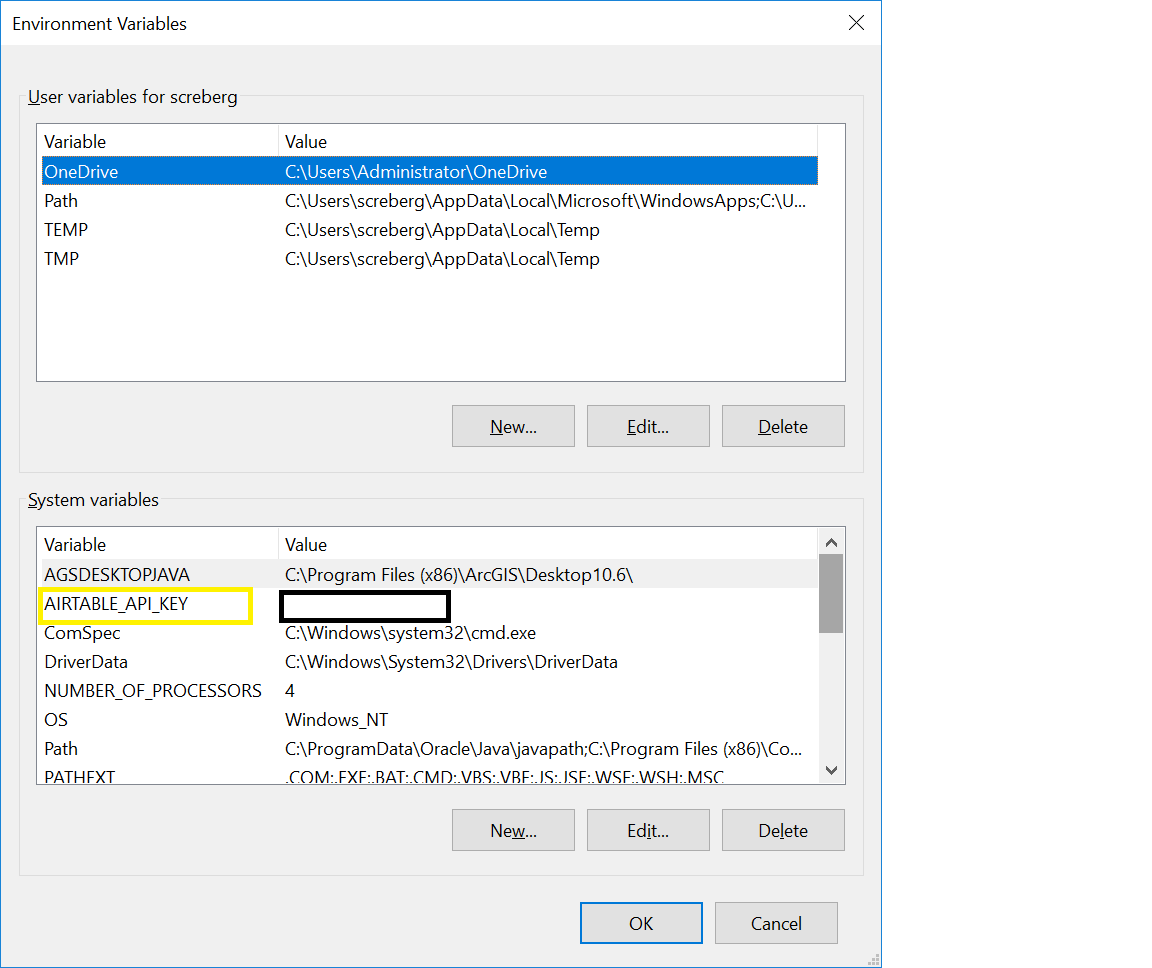 Environment Variables
User variables for screberg
Variable Value
OneDrive C:\Users\Administrator\OneDrive
Path C:\Users\screberg\AppData\Local\Microsoft\WindowsApps;C:\U...
TEMP C:\Users\screberg\AppData\Local\Temp
TMP C:\Users\screberg\AppData\Local\Temp
New... Edit... Delete
System variables
Variable Value
AGSDESKTOPJAVA C:\Program Files (x86)\ArcGIS\Desktop10.6\
AIRTABLE_API_KEY
ComSpec C:\Windows\system32\cmd.exe
DriverData C:\Windows\System32\Drivers\DriverData
NUMBER_OF_PROCESSORS 4
OS Windows_NT
Path C:\ProgramData\Oracle\Java\javapath;C:\Program Files (x86)\Co...
PATHEXT .COM;.EXE;.BAT;.CMD;.VBS;.VBE;.JS;.JSE;.WSF;.WSH;.MSC
New... Edit... Delete
OK Cancel